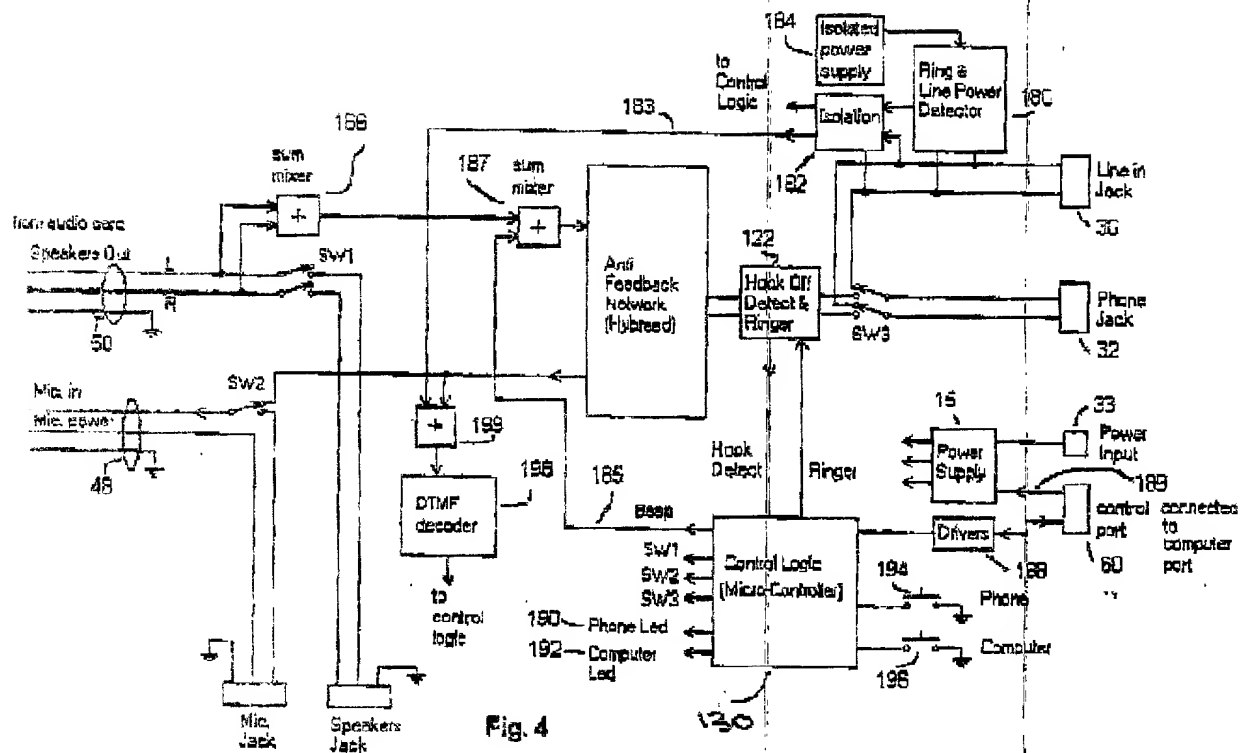 184
Isolated
power
supply
to
Control
Logic
Ring &
Line Power
Detector
180
183
Isolation
182
186
sum
mixer
+
187
sum
mixer
+
Line in
Jack
30
from audio card
Speakers Out
L
R
SW1
50
Anti
Feedback
Network
(Hybreed)
122
Hook Off
Detect &
Ringer
SW3
Phone
Jack
32
Mic. in
SW2
Mic. power
48
+
199
DTMF
decoder
198
to
control
logic
185
Beep
Hook
Detect
Ringer
16
Power
Supply
33
Power
Input
189
control
port
connected
to
computer
port
60
Drivers
188
SW1
SW2
SW3
Control Logic
(Micro-Controller)
190
Phone Led
192
Computer
Led
194
Phone
Computer
196
130
Mic.
Jack
Speakers
Jack
Fig. 4